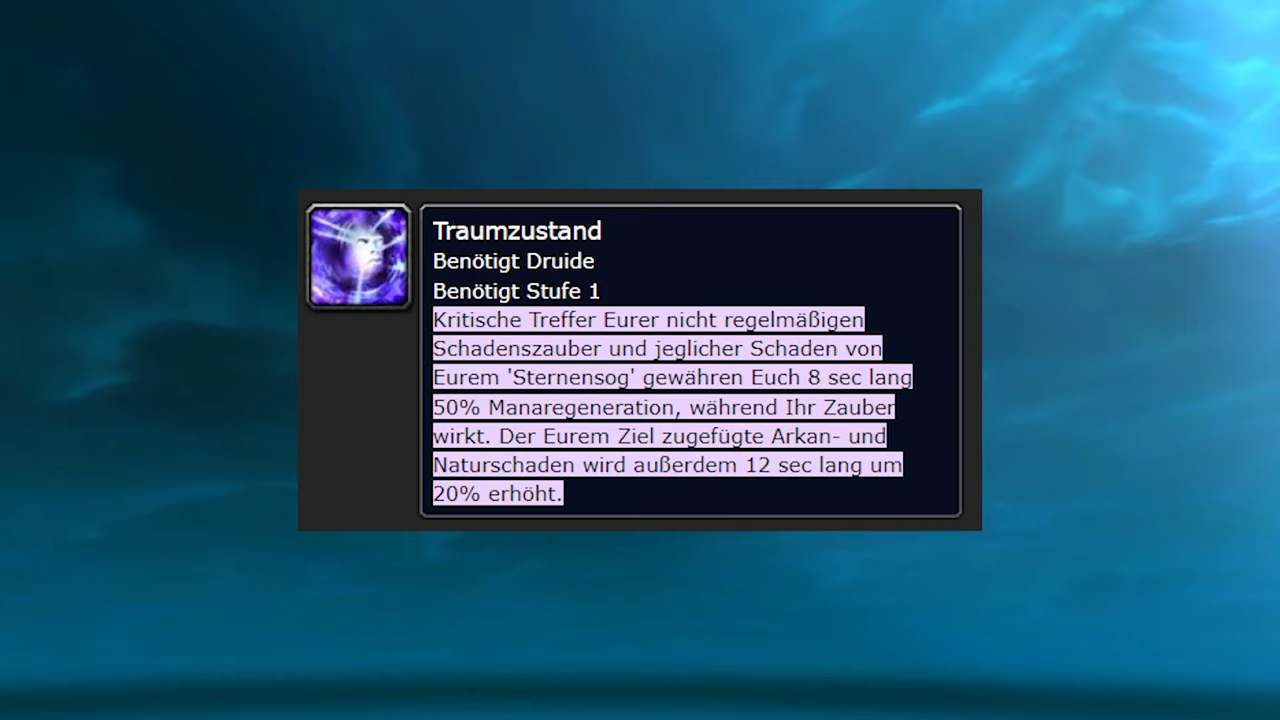 Traumzustand
Benötigt Druide
Benötigt Stufe 1
Kritische Treffer Eurer nicht regelmäßigen
Schadenszauber und jeglicher Schaden von
Eurem 'Sternensog' gewähren Euch 8 sec lang
50% Manaregeneration, während Ihr Zauber
wirkt. Der Eurem Ziel zugefügte Arkan- und
Naturschaden wird außerdem 12 sec lang um
20% erhöht.